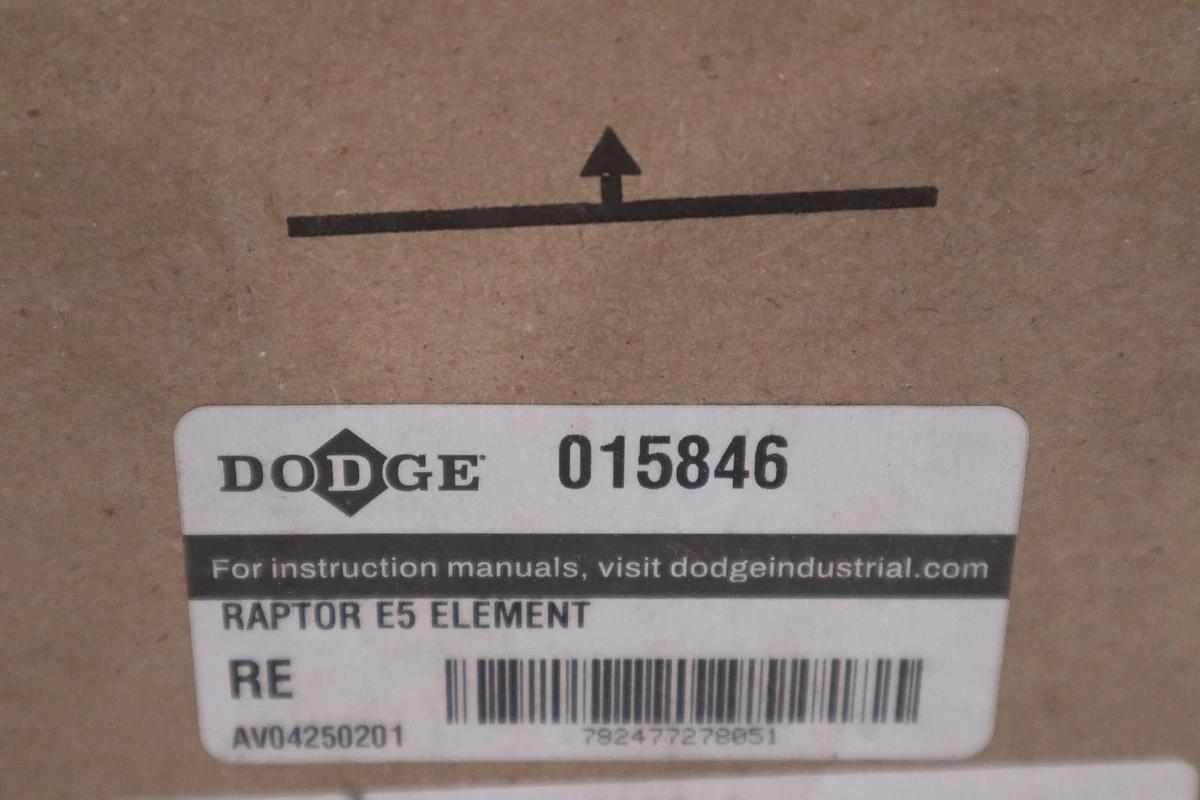 DODGE 015846
For instruction manuals, visit dodgeindustrial.com
RAPTOR E5 ELEMENT
RE
AV04250201
782477278051